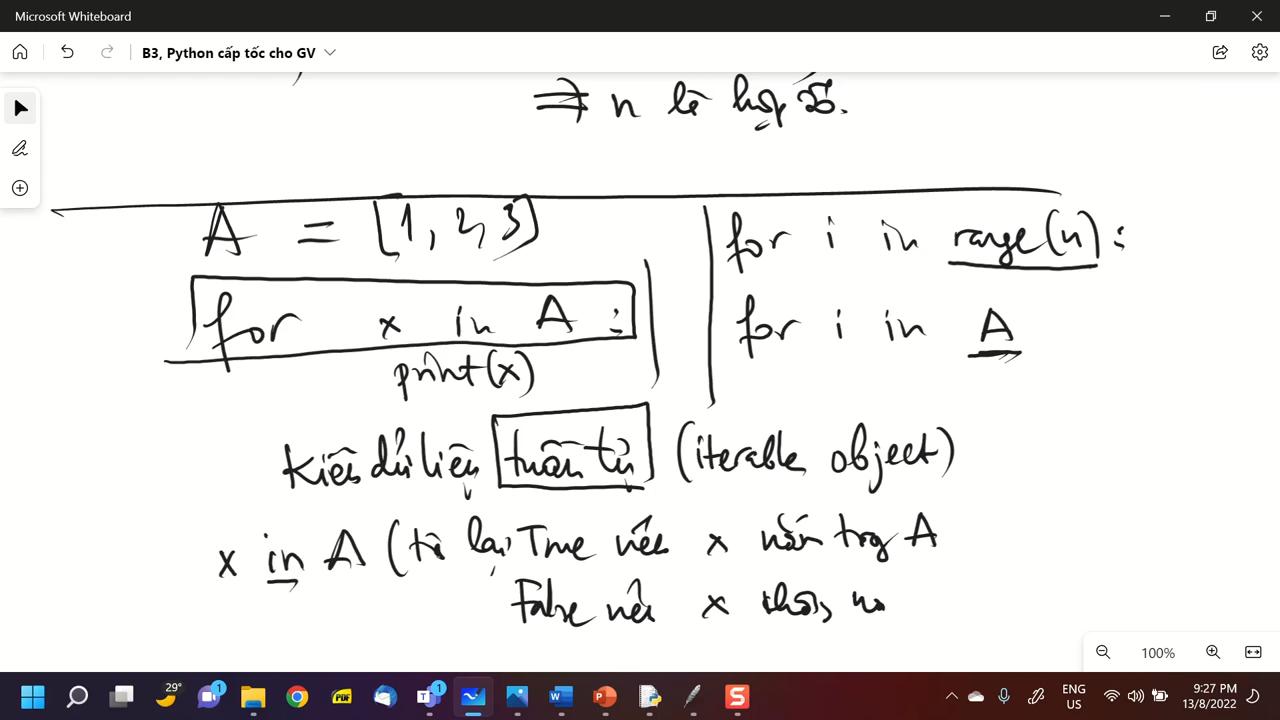 Microsoft Whiteboard
B3, Python cấp tốc cho GV
⇒ n là hợp số.
A = [1, 2, 3]
for x in A :
print(x)
for i in range(n) :
for i in A
Kiểu dữ liệu tuần tự (iterable object)
x in A (trả lại True nếu x nằm trong A
False nếu x không
100%
29°
1
1
ENG
US
9:27 PM
13/8/2022